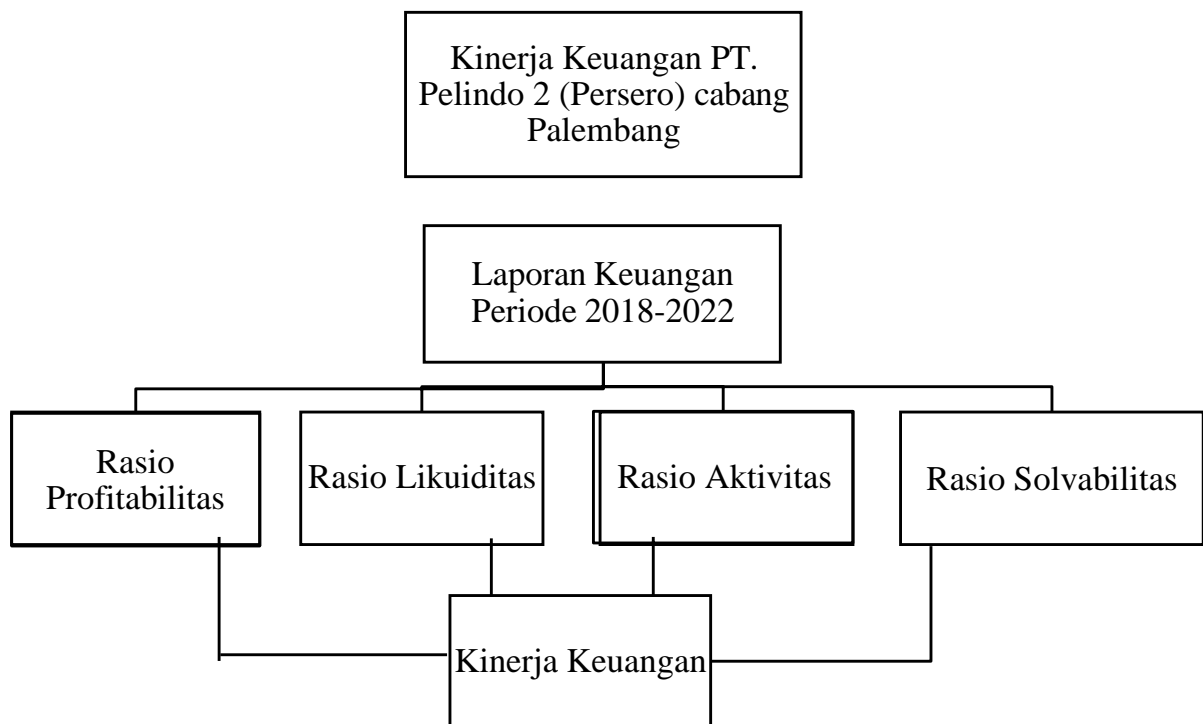 Kinerja Keuangan PT.
Pelindo 2 (Persero) cabang
Palembang
Laporan Keuangan
Periode 2018-2022
Rasio
Profitabilitas
Rasio Likuiditas
Rasio Aktivitas
Rasio Solvabilitas
Kinerja Keuangan